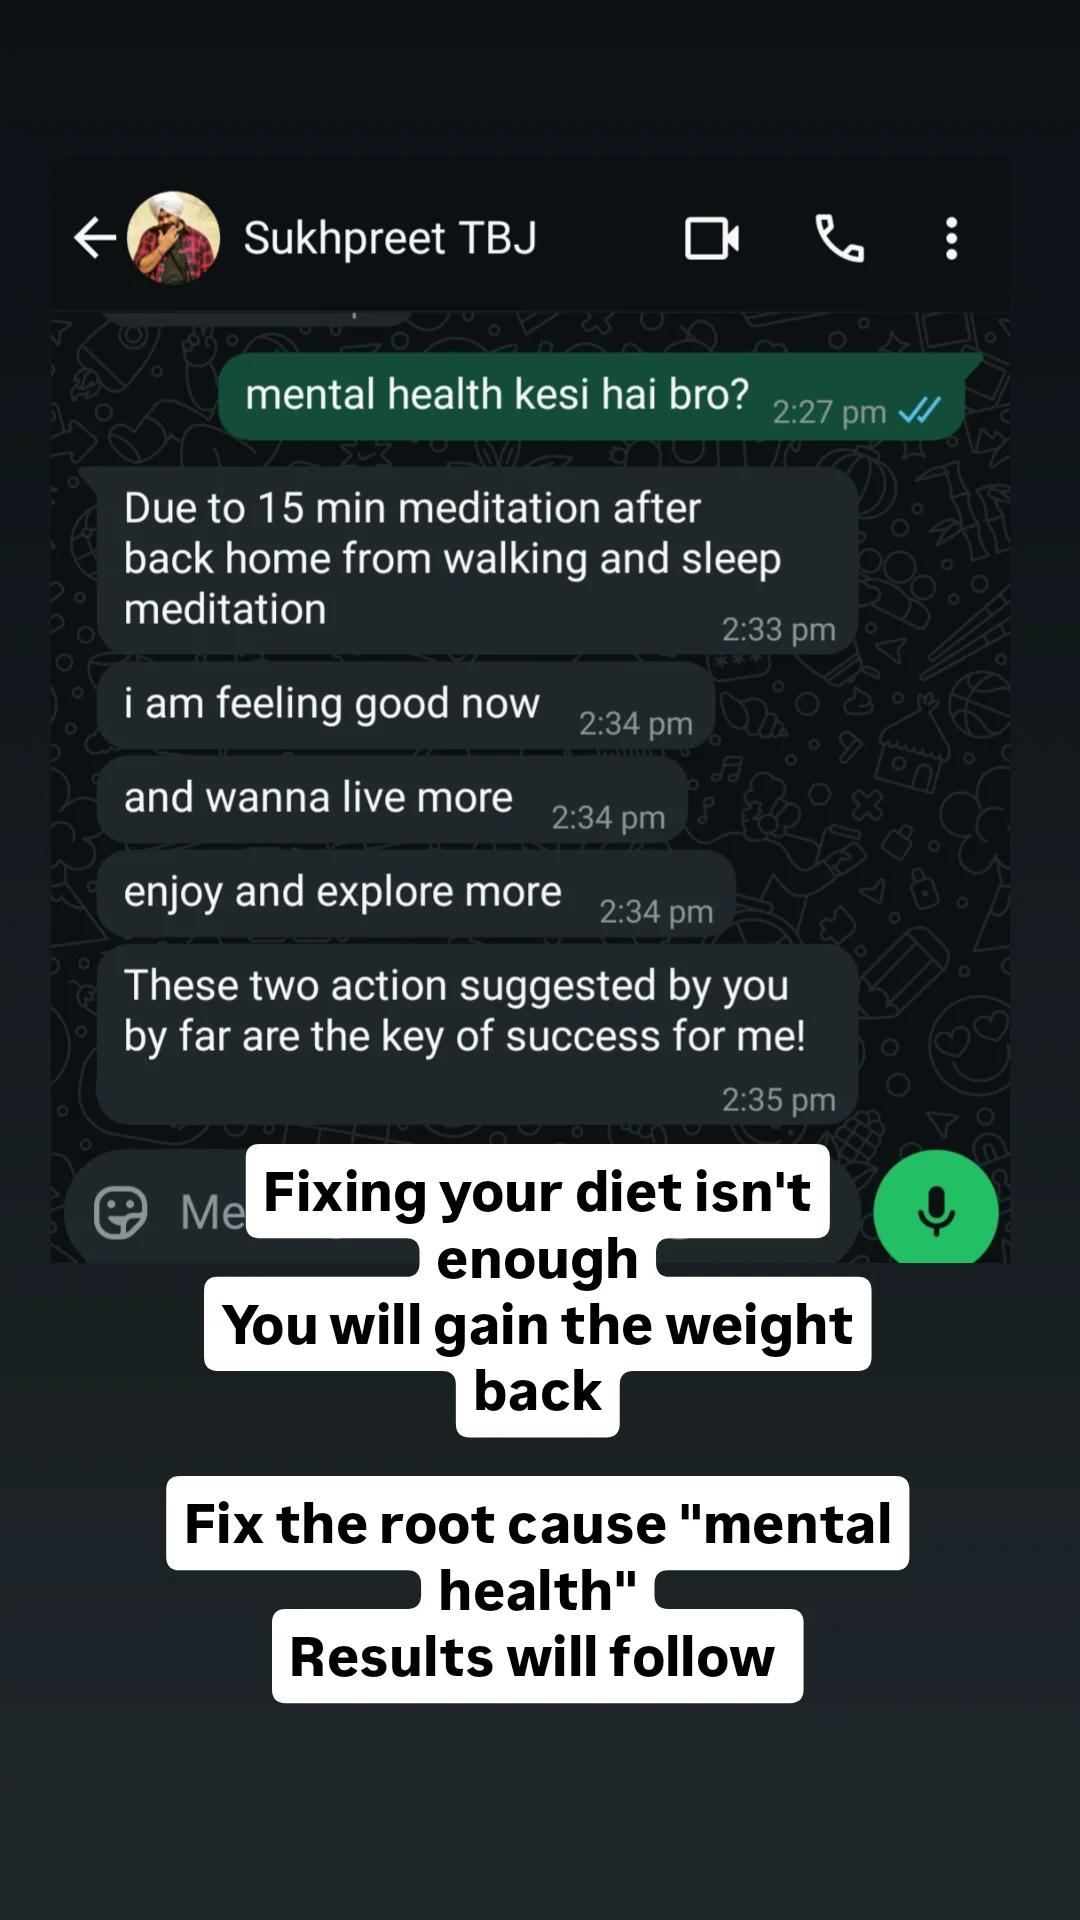 Sukhpreet TBJ
mental health kesi hai bro?
2:27 pm
Due to 15 min meditation after
back home from walking and sleep
meditation
2:33 pm
i am feeling good now
2:34 pm
and wanna live more
2:34 pm
enjoy and explore more
2:34 pm
These two action suggested by you
by far are the key of success for me!
2:35 pm
Me
Fixing your diet isn't
enough
You will gain the weight
back
Fix the root cause "mental
health"
Results will follow